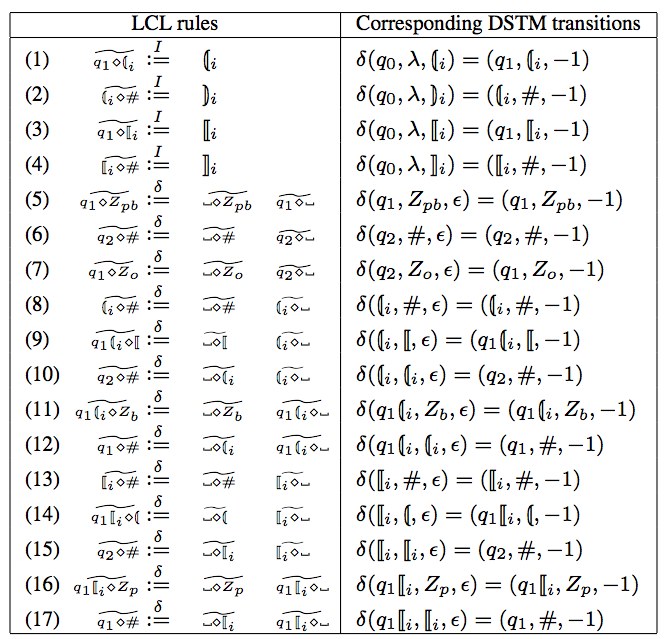 LCL rules Corresponding DSTM transitions
(1) q₁⋄⦅ᵢ :=ᴵ ⦅ᵢ δ(q₀, λ, ⦅ᵢ) = (q₁, ⦅ᵢ, −1)
(2) ⦅ᵢ⋄# :=ᴵ ⦆ᵢ δ(q₀, λ, ⦆ᵢ) = (⦅ᵢ, #, −1)
(3) q₁⋄⟦ᵢ :=ᴵ ⟦ᵢ δ(q₀, λ, ⟦ᵢ) = (q₁, ⟦ᵢ, −1)
(4) ⟦ᵢ⋄# :=ᴵ ⟧ᵢ δ(q₀, λ, ⟧ᵢ) = (⟦ᵢ, #, −1)
(5) q₁⋄Z_pb :=^δ ␣⋄Z_pb q₁⋄␣ δ(q₁, Z_pb, ϵ) = (q₁, Z_pb, −1)
(6) q₂⋄# :=^δ ␣⋄# q₂⋄␣ δ(q₂, #, ϵ) = (q₂, #, −1)
(7) q₁⋄Z_o :=^δ ␣⋄Z_o q₂⋄␣ δ(q₂, Z_o, ϵ) = (q₁, Z_o, −1)
(8) ⦅ᵢ⋄# :=^δ ␣⋄# ⦅ᵢ⋄␣ δ(⦅ᵢ, #, ϵ) = (⦅ᵢ, #, −1)
(9) q₁⦅ᵢ⋄⟦ :=^δ ␣⋄⟦ ⦅ᵢ⋄␣ δ(⦅ᵢ, ⟦, ϵ) = (q₁⦅ᵢ, ⟦, −1)
(10) q₂⋄# :=^δ ␣⋄⦅ᵢ ⦅ᵢ⋄␣ δ(⦅ᵢ, ⦅ᵢ, ϵ) = (q₂, #, −1)
(11) q₁⦅ᵢ⋄Z_b :=^δ ␣⋄Z_b q₁⦅ᵢ⋄␣ δ(q₁⦅ᵢ, Z_b, ϵ) = (q₁⦅ᵢ, Z_b, −1)
(12) q₁⋄# :=^δ ␣⋄⦅ᵢ q₁⦅ᵢ⋄␣ δ(q₁⦅ᵢ, ⦅ᵢ, ϵ) = (q₁, #, −1)
(13) ⟦ᵢ⋄# :=^δ ␣⋄# ⟦ᵢ⋄␣ δ(⟦ᵢ, #, ϵ) = (⟦ᵢ, #, −1)
(14) q₁⟦ᵢ⋄⦅ :=^δ ␣⋄⦅ ⟦ᵢ⋄␣ δ(⟦ᵢ, ⦅, ϵ) = (q₁⟦ᵢ, ⦅, −1)
(15) q₂⋄# :=^δ ␣⋄⟦ᵢ ⟦ᵢ⋄␣ δ(⟦ᵢ, ⟦ᵢ, ϵ) = (q₂, #, −1)
(16) q₁⟦ᵢ⋄Z_p :=^δ ␣⋄Z_p q₁⟦ᵢ⋄␣ δ(q₁⟦ᵢ, Z_p, ϵ) = (q₁⟦ᵢ, Z_p, −1)
(17) q₁⋄# :=^δ ␣⋄⟦ᵢ q₁⟦ᵢ⋄␣ δ(q₁⟦ᵢ, ⟦ᵢ, ϵ) = (q₁, #, −1)